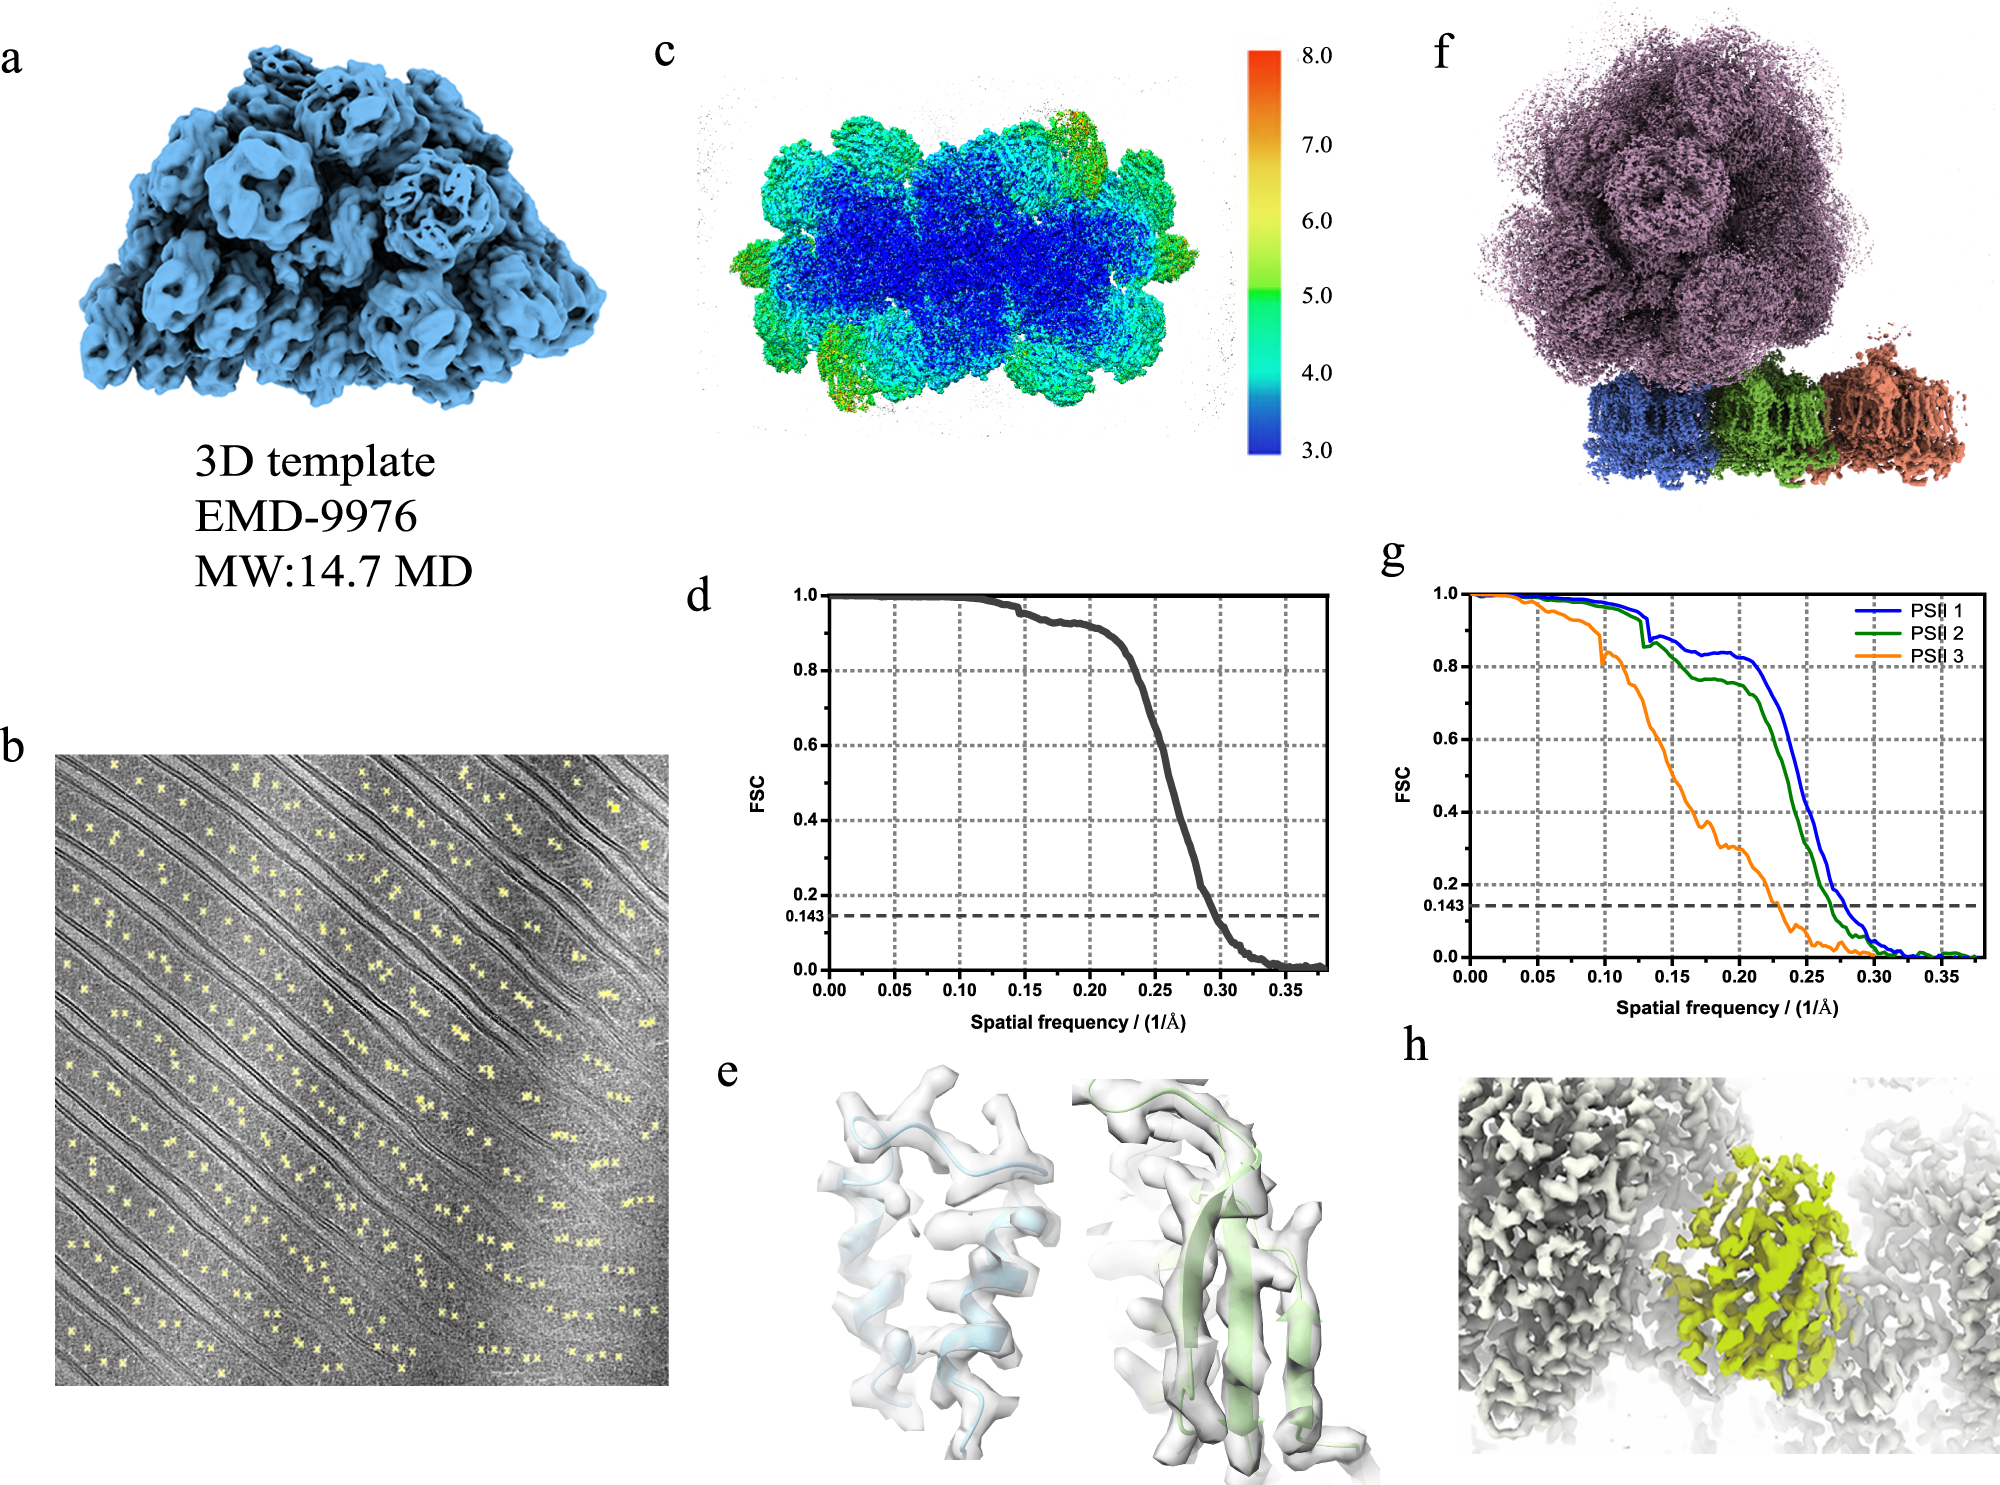 a
3D template
EMD-9976
MW:14.7 MD
b
c
8.0
7.0
6.0
5.0
4.0
3.0
d
1.0
0.8
0.6
0.4
0.2
0.143
0.0
FSC
0.00 0.05 0.10 0.15 0.20 0.25 0.30 0.35
Spatial frequency / (1/Å)
e
f
g
1.0
0.8
0.6
0.4
0.2
0.143
0.0
FSC
PSII 1
PSII 2
PSII 3
0.00 0.05 0.10 0.15 0.20 0.25 0.30 0.35
Spatial frequency / (1/Å)
h